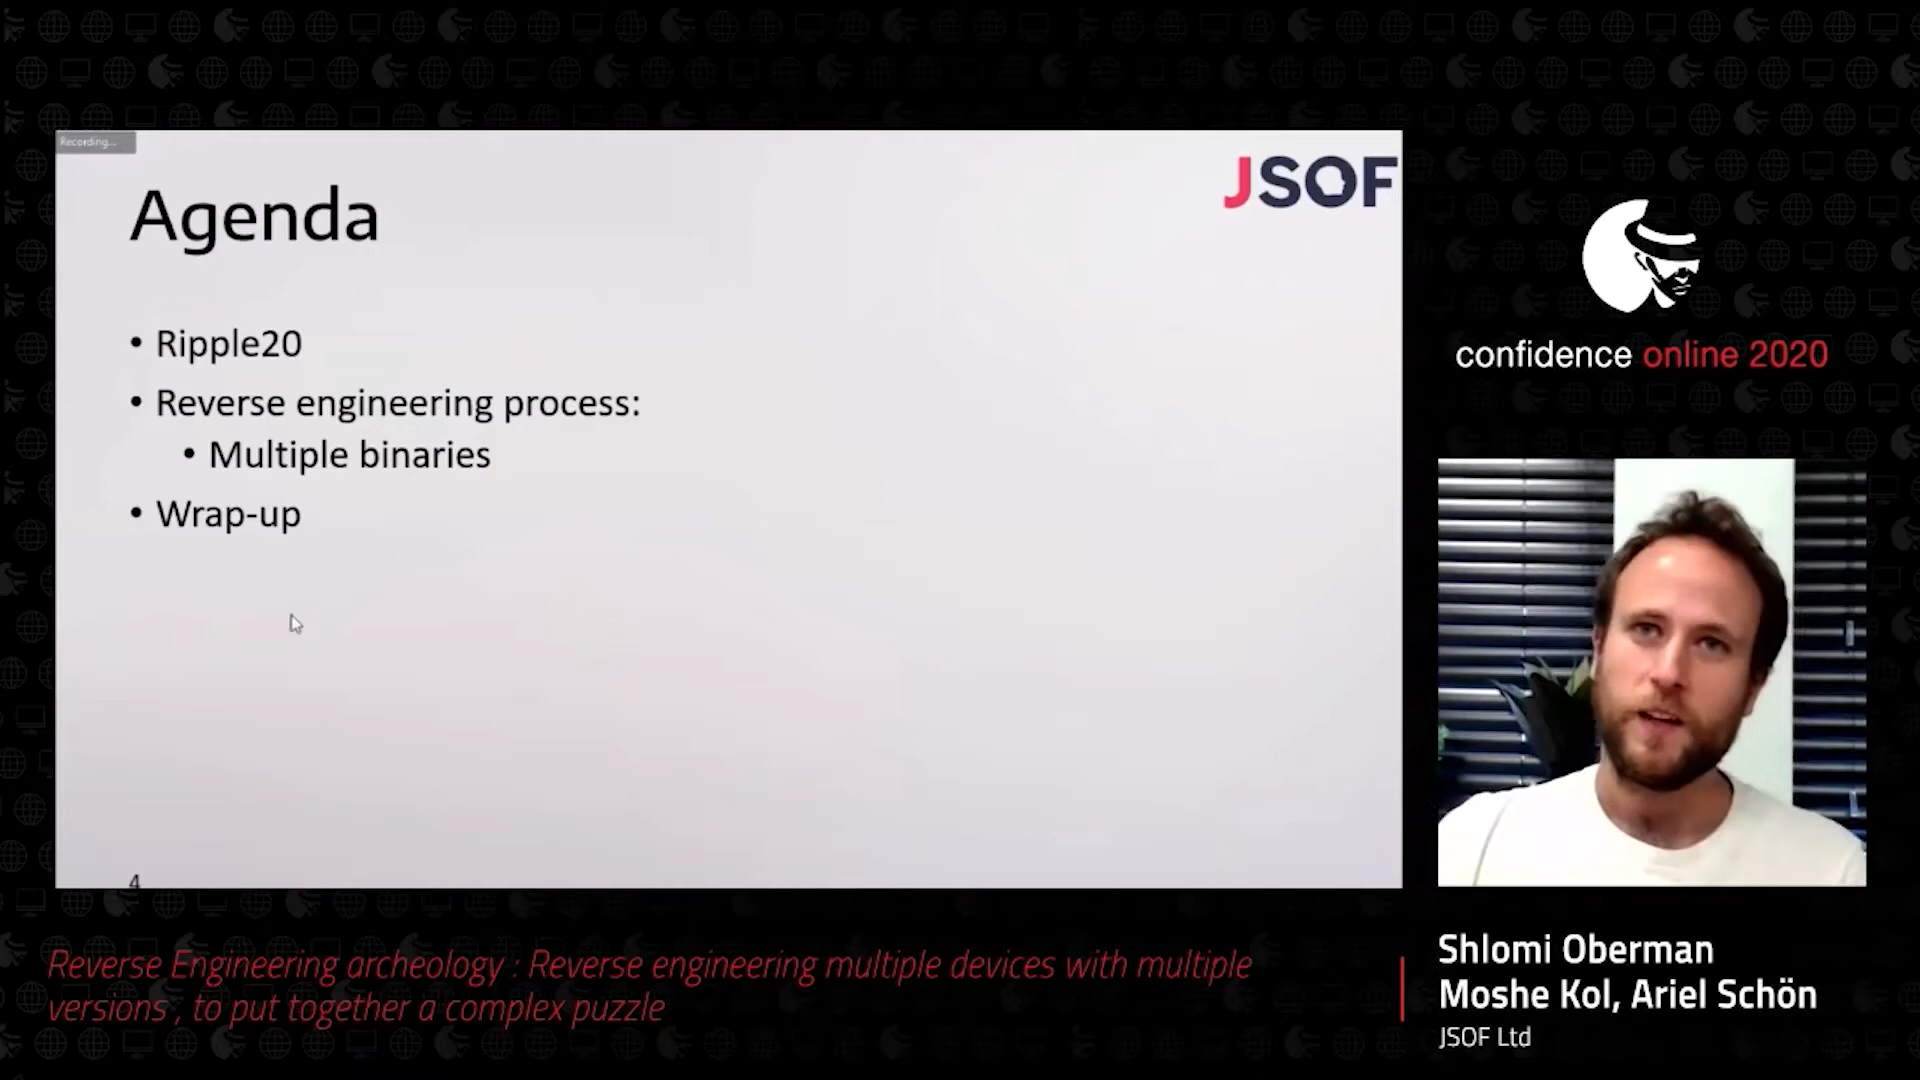 Recording...
JSOF
Agenda
• Ripple20
• Reverse engineering process:
• Multiple binaries
• Wrap-up
4
confidence online 2020
Reverse Engineering archeology : Reverse engineering multiple devices with multiple
versions , to put together a complex puzzle
Shlomi Oberman
Moshe Kol, Ariel Schön
JSOF Ltd